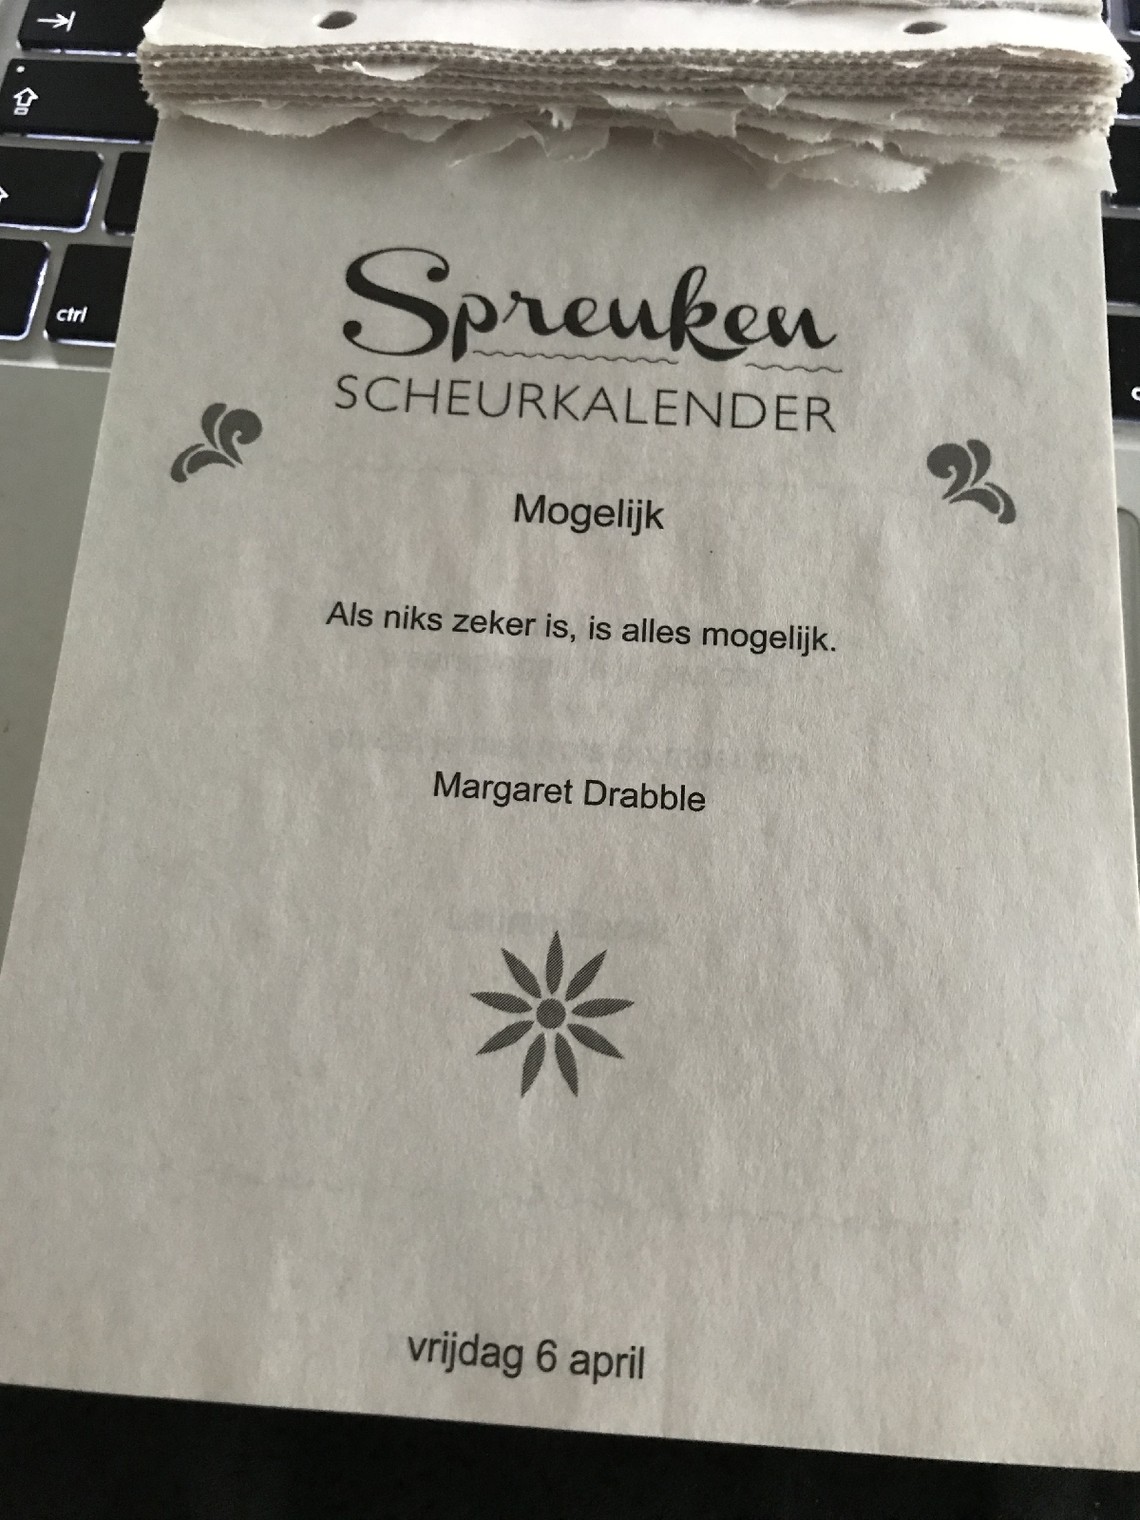 ctrl
Spreuken
SCHEURKALENDER
Mogelijk
Als niks zeker is, is alles mogelijk.
Margaret Drabble
vrijdag 6 april